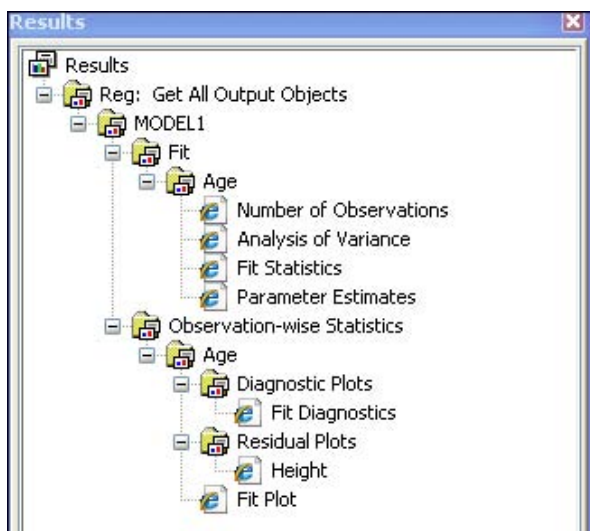 Results
Results
Reg: Get All Output Objects
MODEL1
Fit
Age
Number of Observations
Analysis of Variance
Fit Statistics
Parameter Estimates
Observation-wise Statistics
Age
Diagnostic Plots
Fit Diagnostics
Residual Plots
Height
Fit Plot